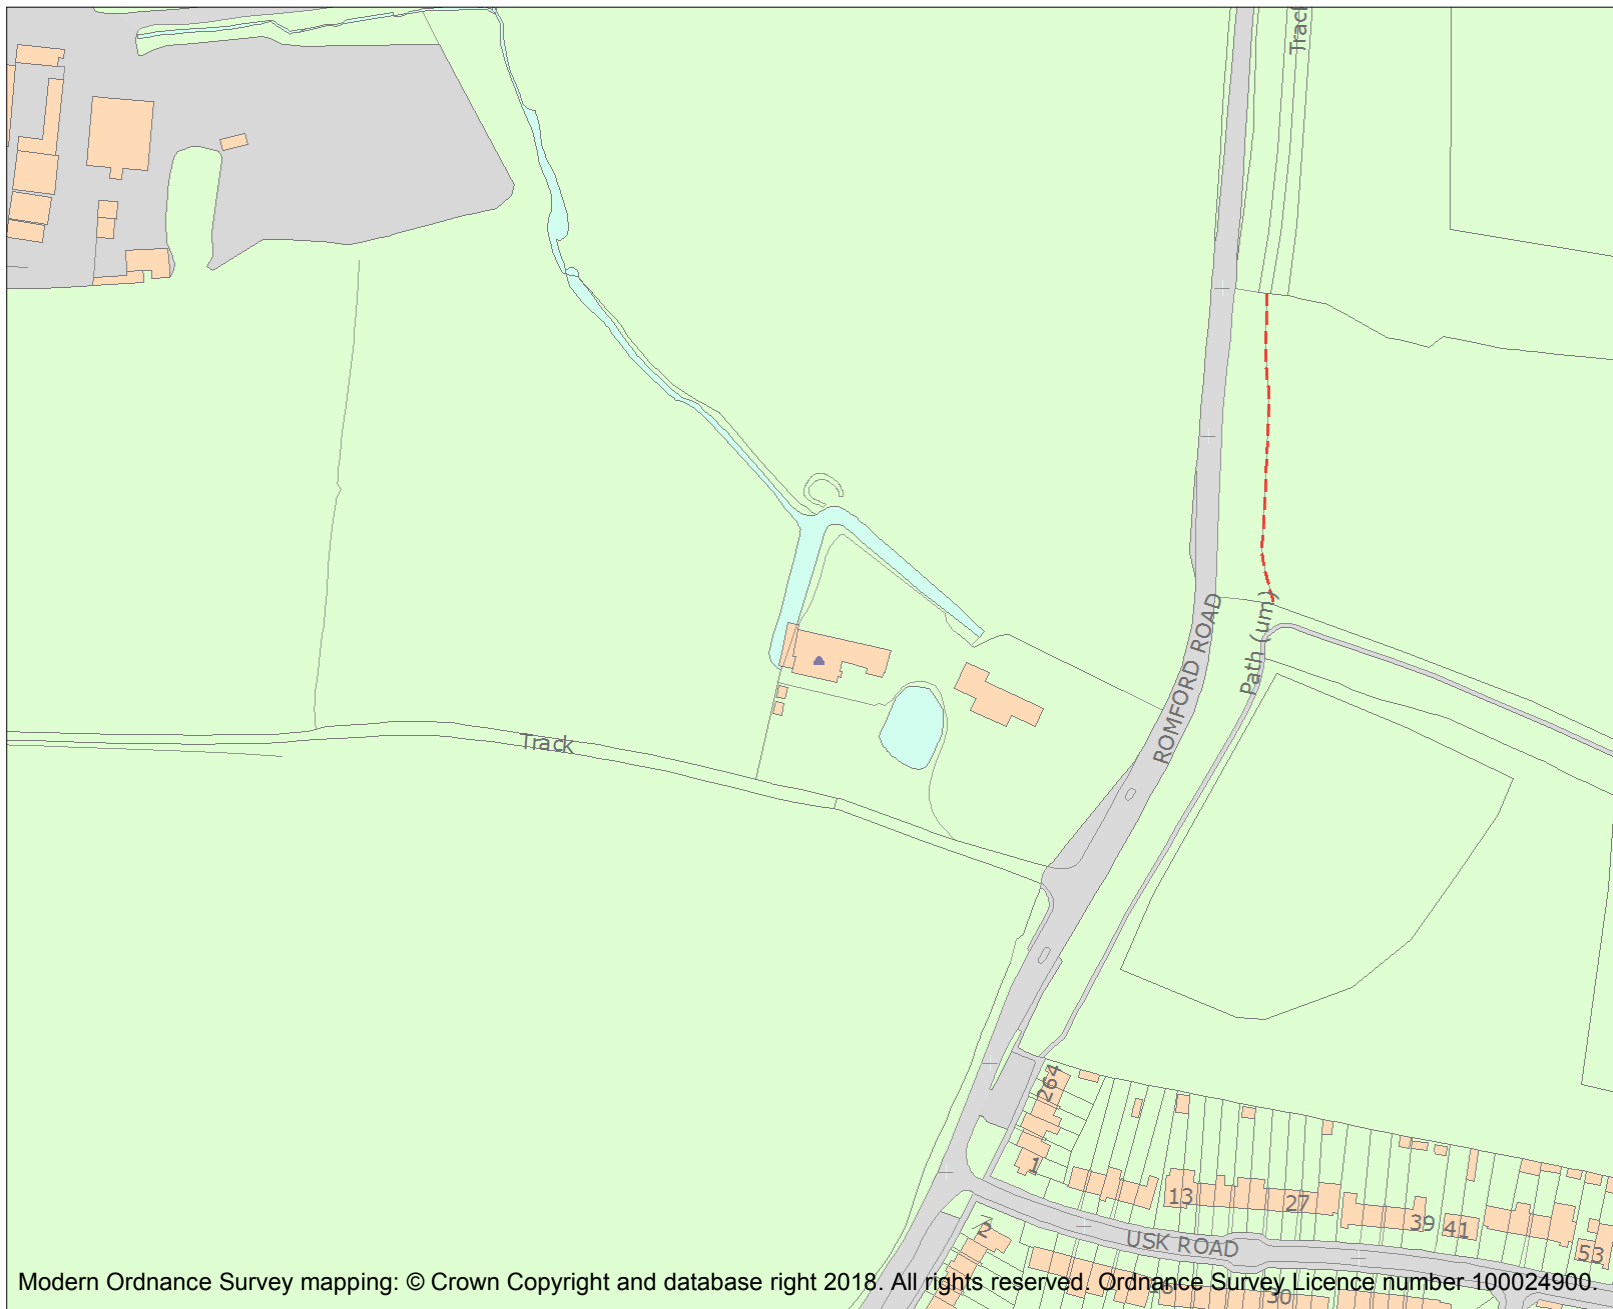 Track
ROMFORD ROAD
Path (um)
Track
264
1
13
27
39
41
53
2
USK ROAD
16
30
Modern Ordnance Survey mapping: © Crown Copyright and database right 2018. All rights reserved. Ordnance Survey Licence number 100024900.